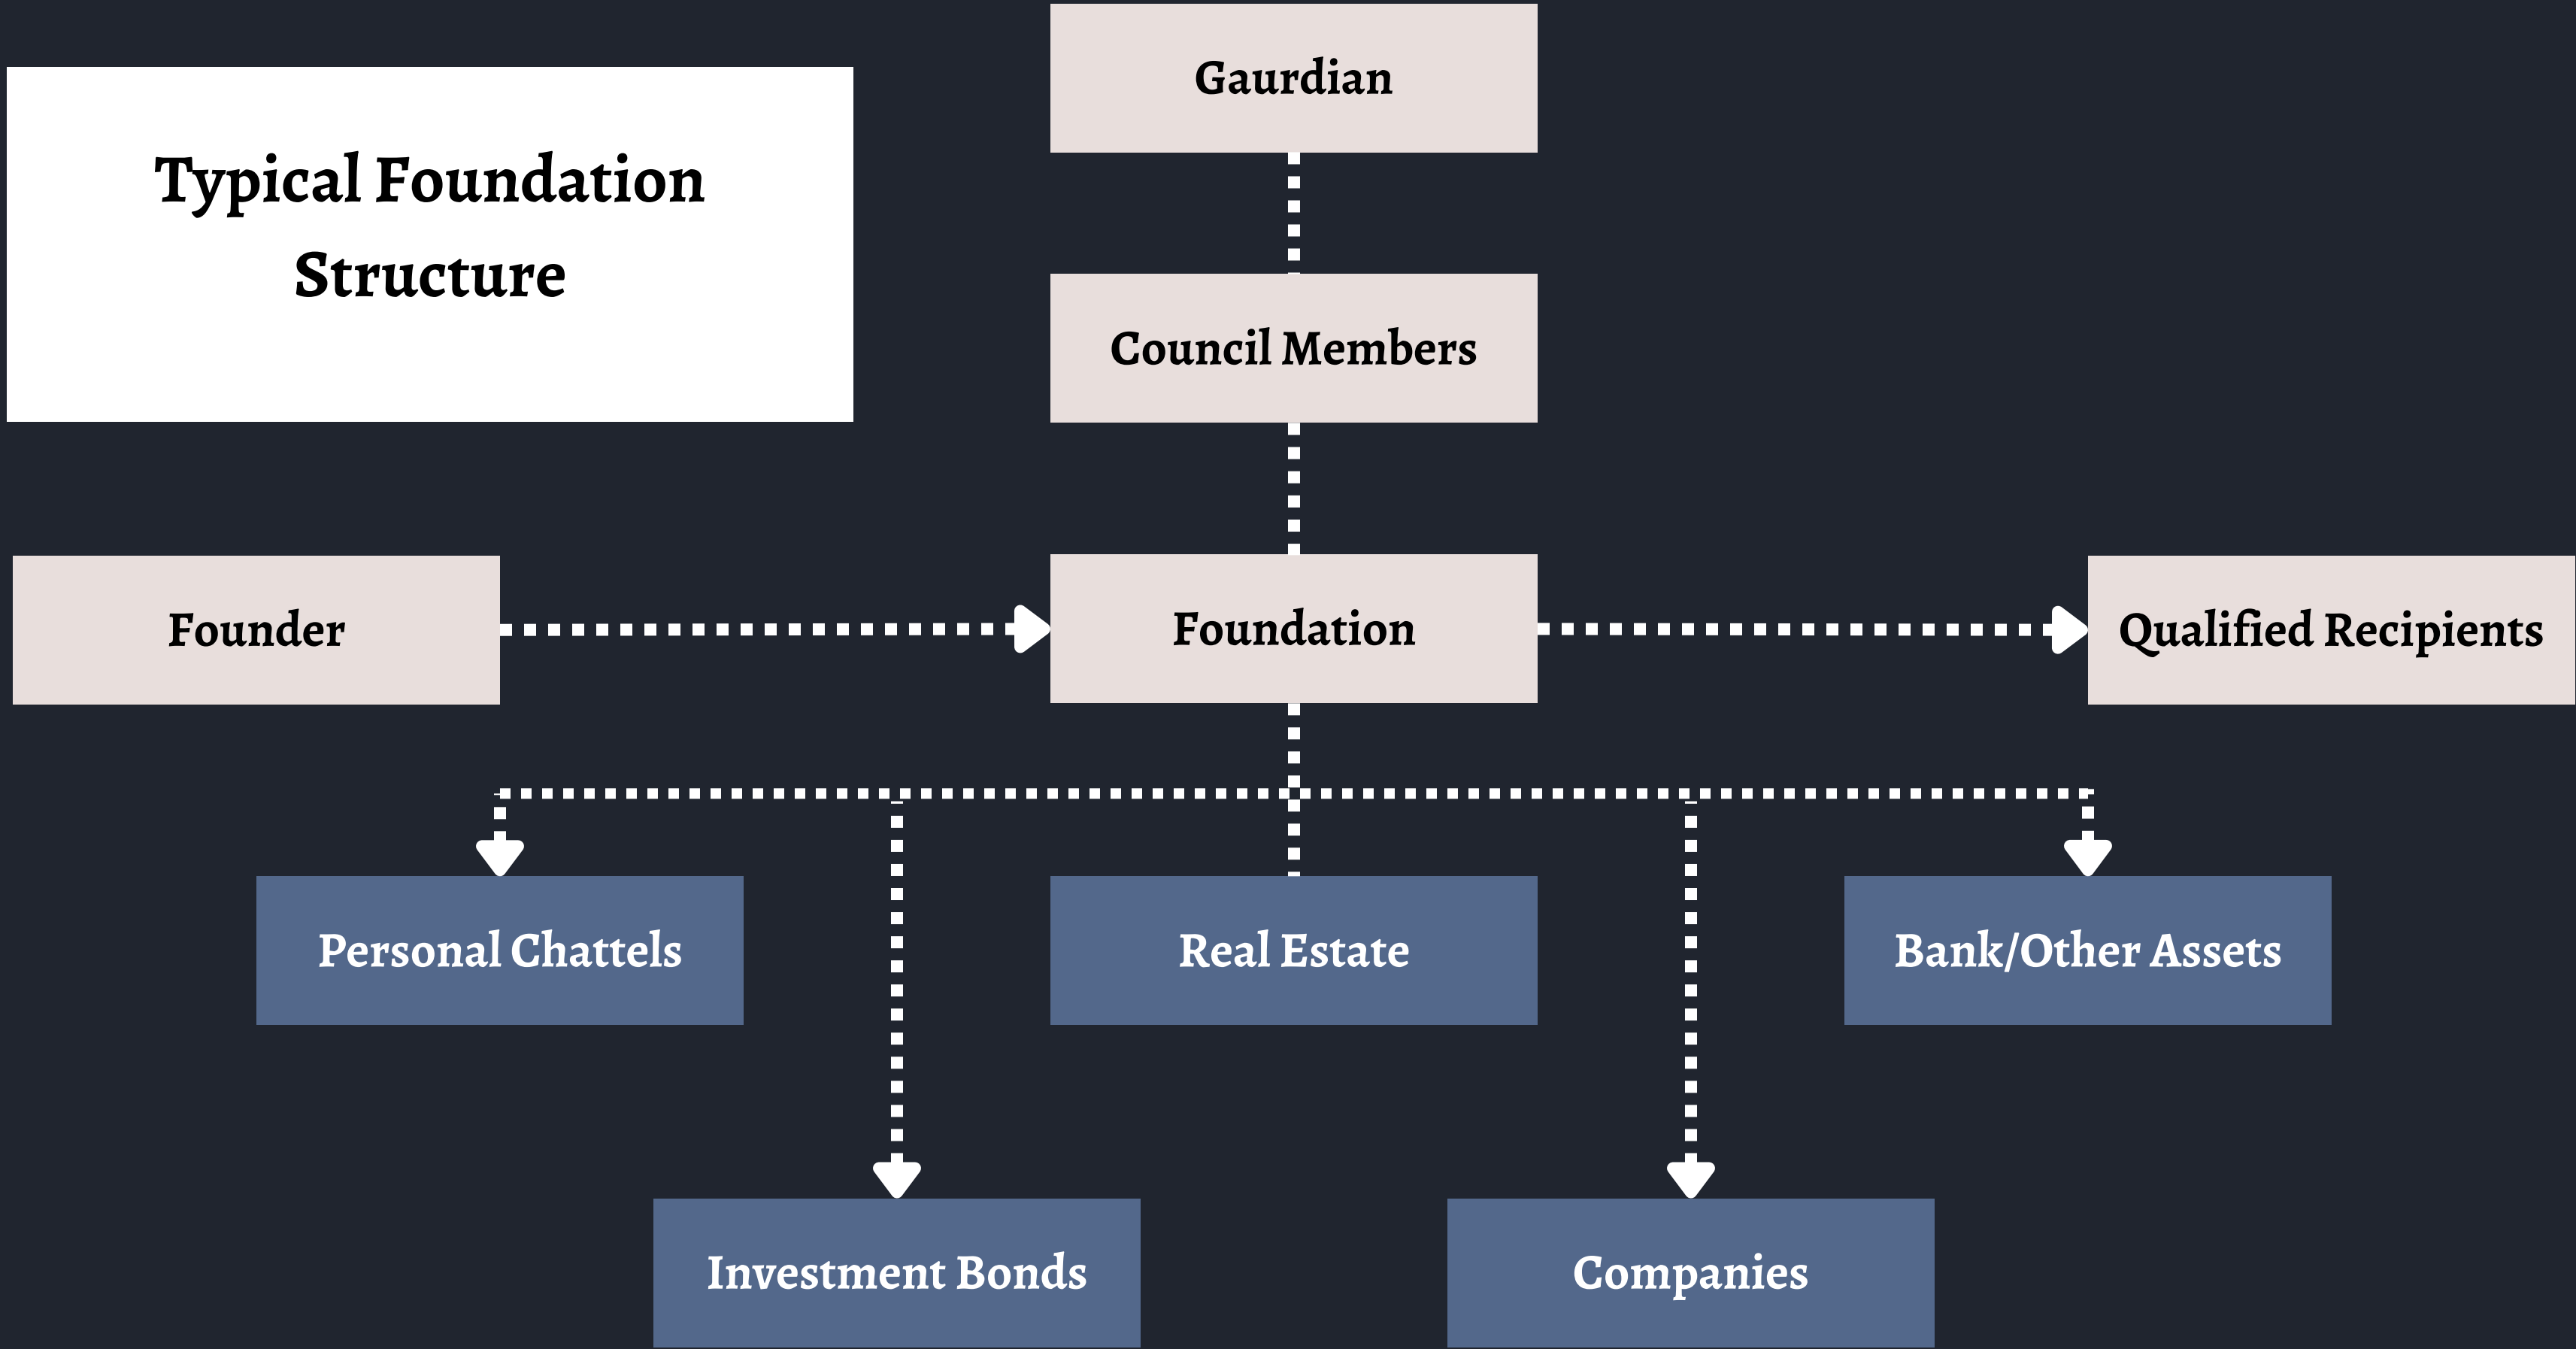 Gaurdian
Typical Foundation
Structure
Council Members
Founder
Foundation
Qualified Recipients
Personal Chattels
Real Estate
Bank/Other Assets
Investment Bonds
Companies